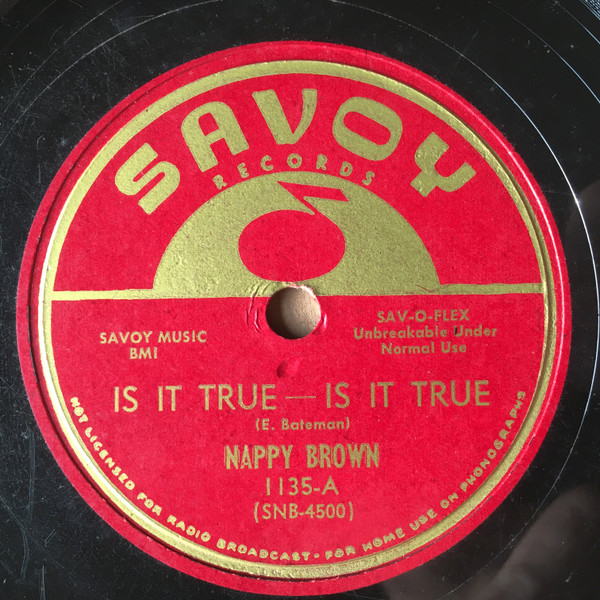 SAVOY
RECORDS
SAVOY MUSIC
BMI
SAV-O-FLEX
Unbreakable Under
Normal Use
IS IT TRUE — IS IT TRUE
(E. Bateman)
NAPPY BROWN
1135-A
(SNB-4500)
NOT LICENSED FOR RADIO BROADCAST - FOR HOME USE ON PHONOGRAPHS